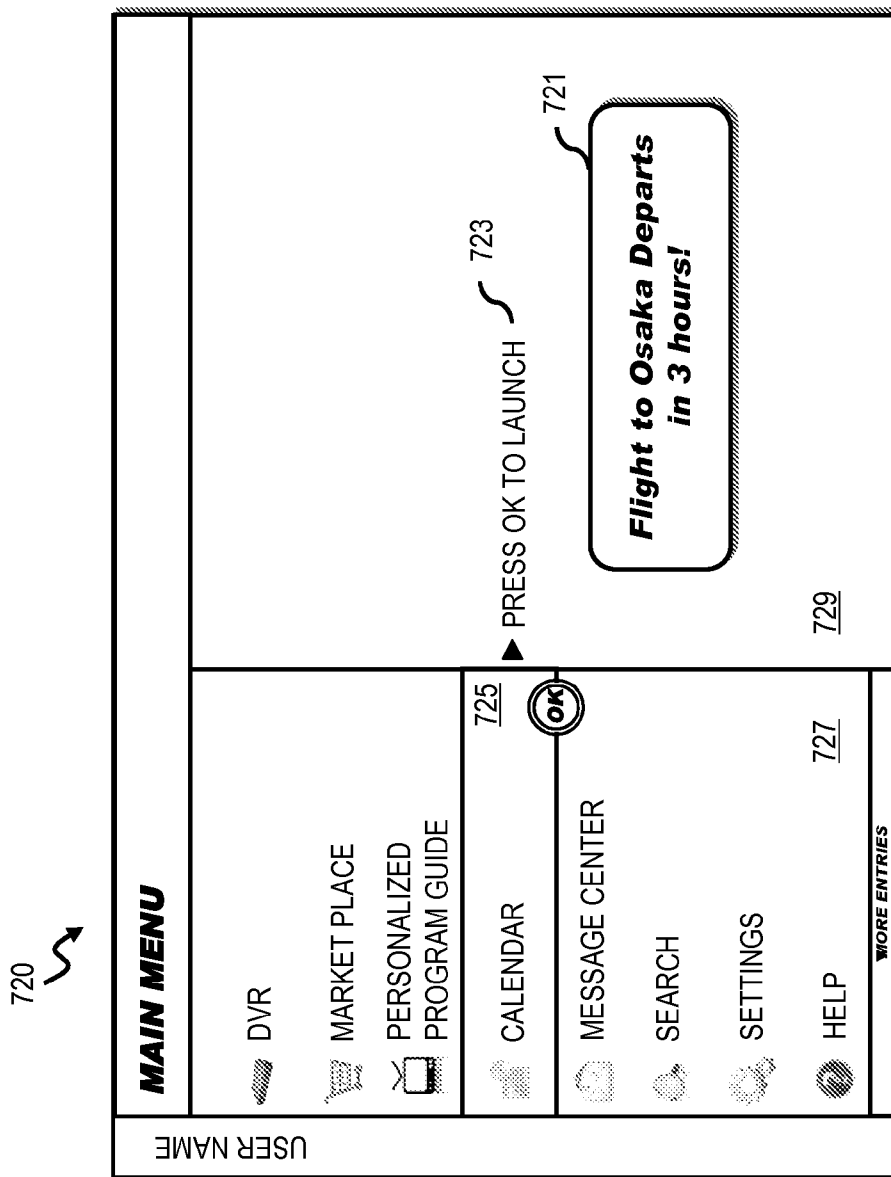 720
MAIN MENU
USER NAME
DVR
MARKET PLACE
PERSONALIZED
PROGRAM GUIDE
CALENDAR
725
OK
PRESS OK TO LAUNCH
723
721
Flight to Osaka Departs
in 3 hours!
MESSAGE CENTER
SEARCH
SETTINGS
HELP
727
729
MORE ENTRIES